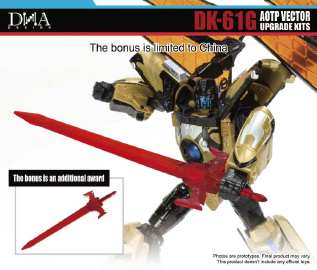 DNA
DESIGN
DK-61G
AOTP VECTOR
UPGRADE KITS
The bonus is limited to China
The bonus is an additional award
Photos are prototypes. Final product may vary.
This product doesn't include any official toys.